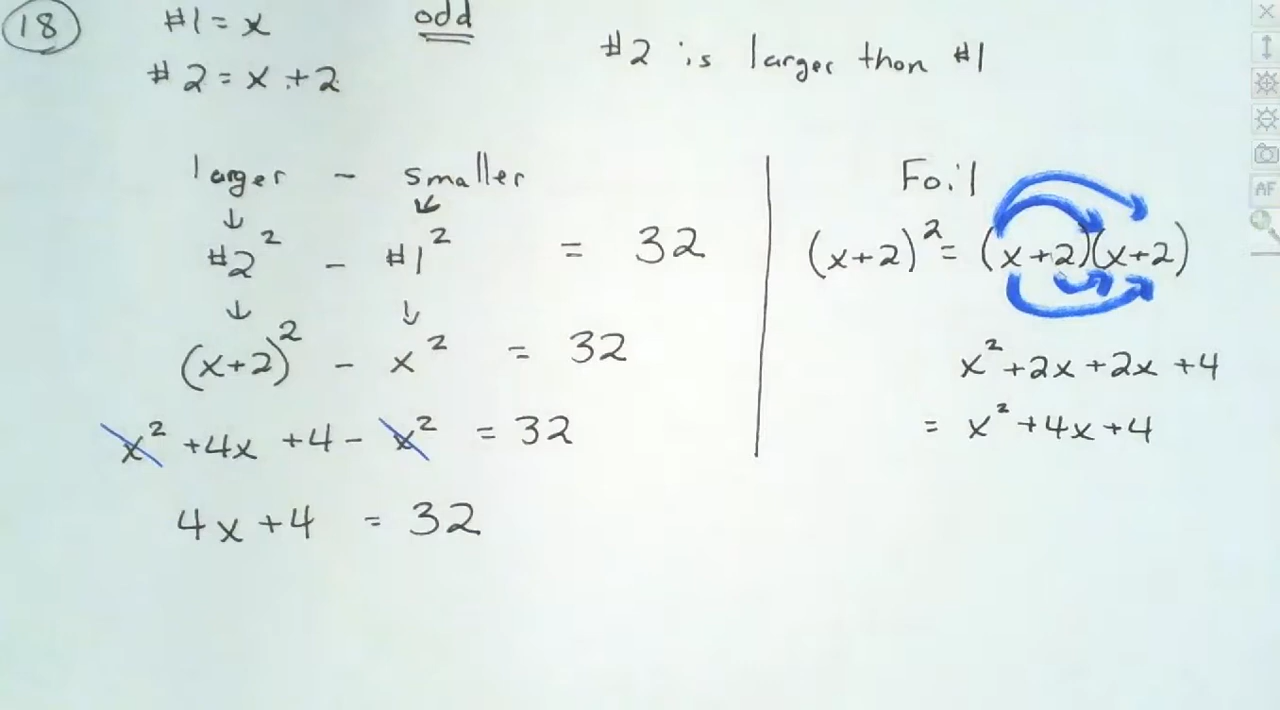 18
#1 = x
odd
#2 = x + 2
#2 is larger than #1
larger - smaller
#2² - #1² = 32
(x+2)² - x² = 32
x² + 4x + 4 - x² = 32
4x + 4 = 32
Foil
(x+2)² = (x+2)(x+2)
x² + 2x + 2x + 4
= x² + 4x + 4
AF